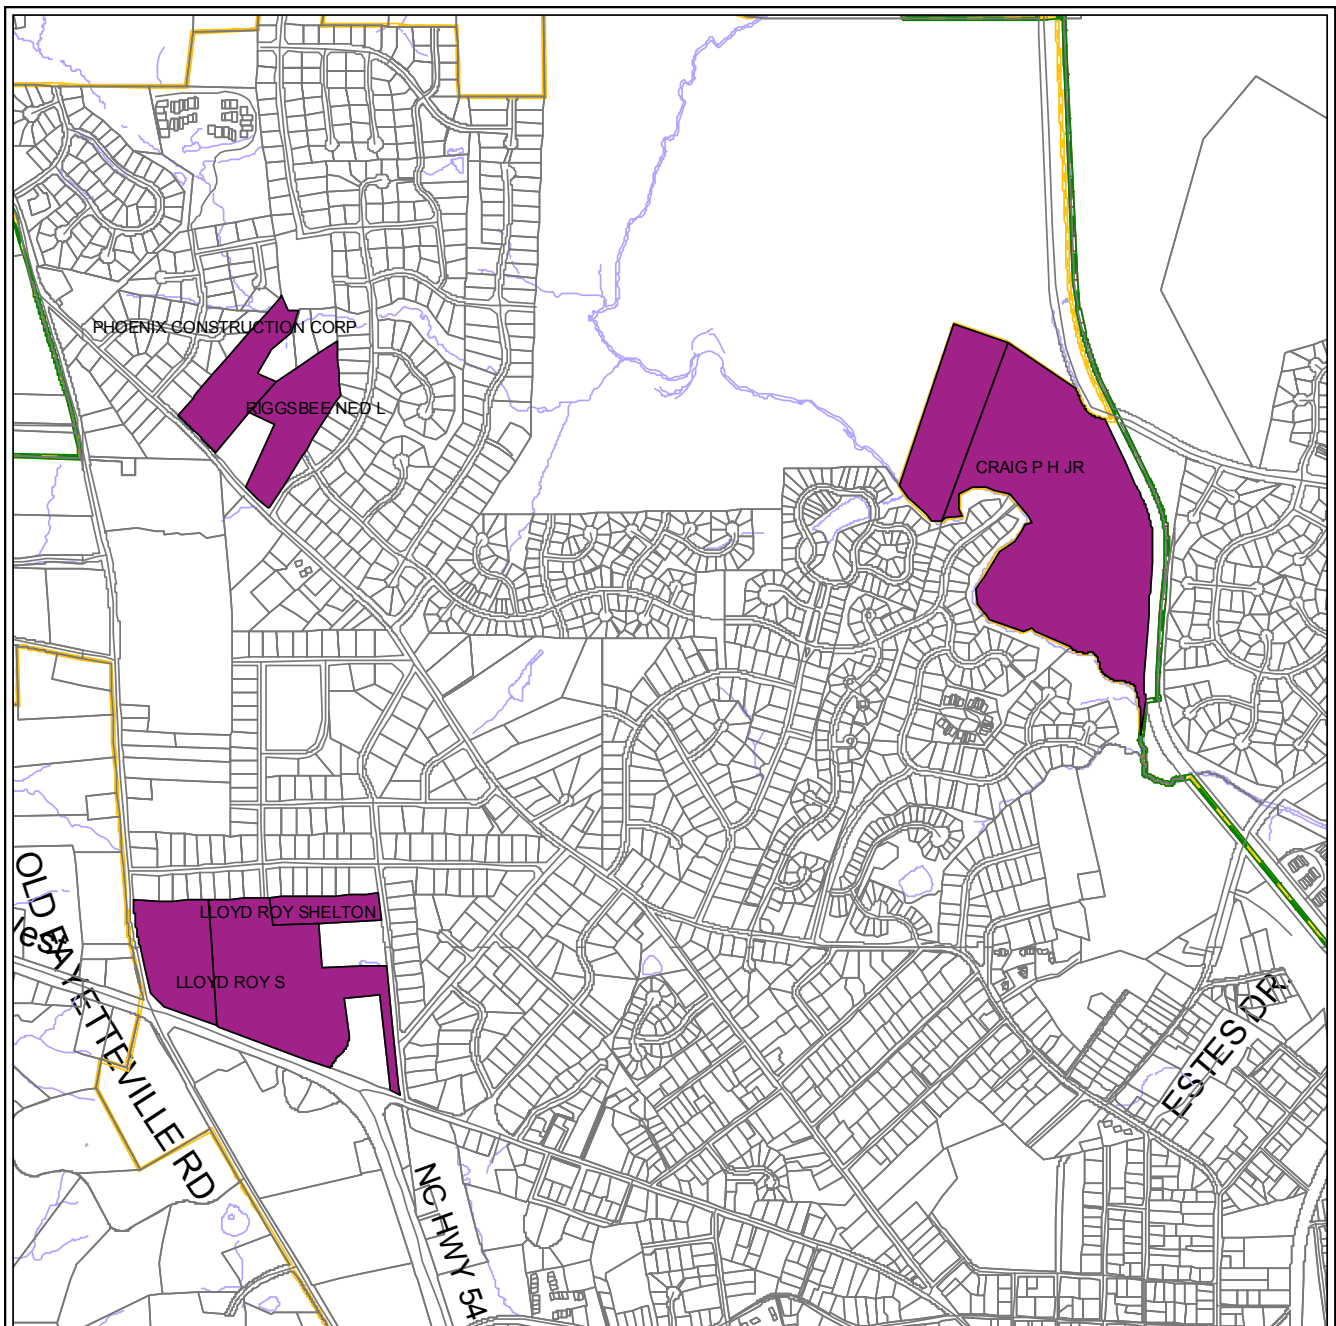 PHOENIX CONSTRUCTION CORP
RIGGSBEE NED L
CRAIG P H JR
LLOYD ROY SHELTON
LLOYD ROY S
OLD FAYETTEVILLE RD
ESTES DR
NC HWY 54